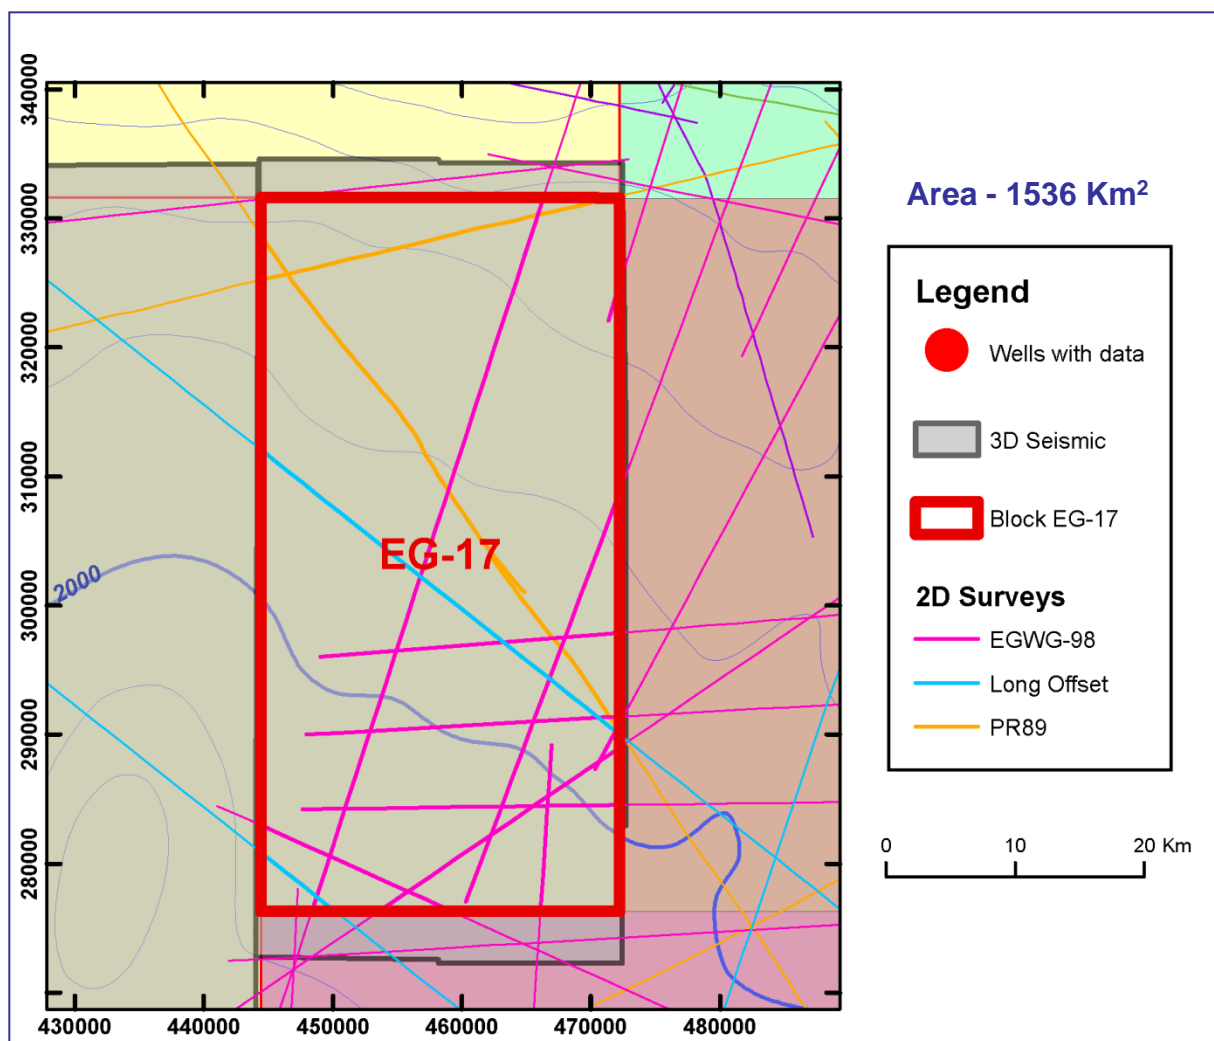 340000
330000
320000
310000
300000
290000
280000
430000
440000
450000
460000
470000
480000
2000
EG-17
Area - 1536 Km²
Legend
Wells with data
3D Seismic
Block EG-17
2D Surveys
EGWG-98
Long Offset
PR89
0 10 20 Km